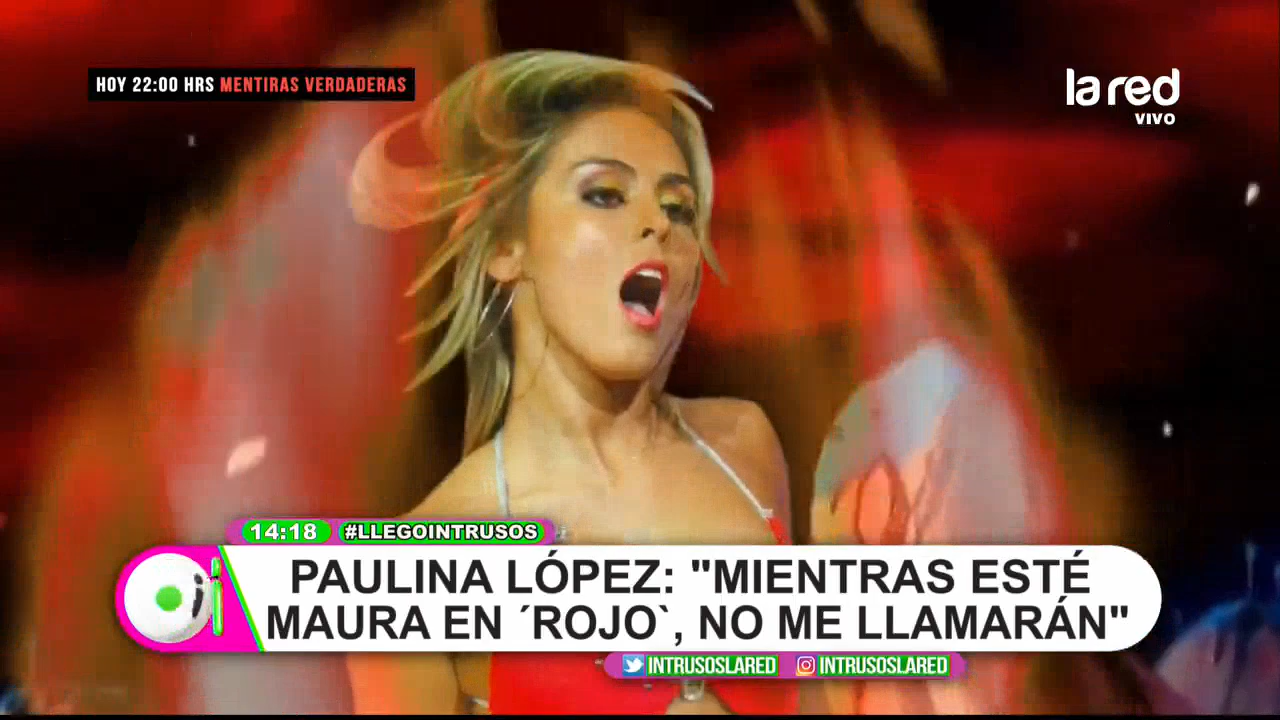 HOY 22:00 HRS MENTIRAS VERDADERAS
la red
VIVO
14:18 #LLEGOINTRUSOS
PAULINA LÓPEZ: "MIENTRAS ESTÉ
MAURA EN ´ROJO`, NO ME LLAMARÁN"
INTRUSOSLARED INTRUSOSLARED